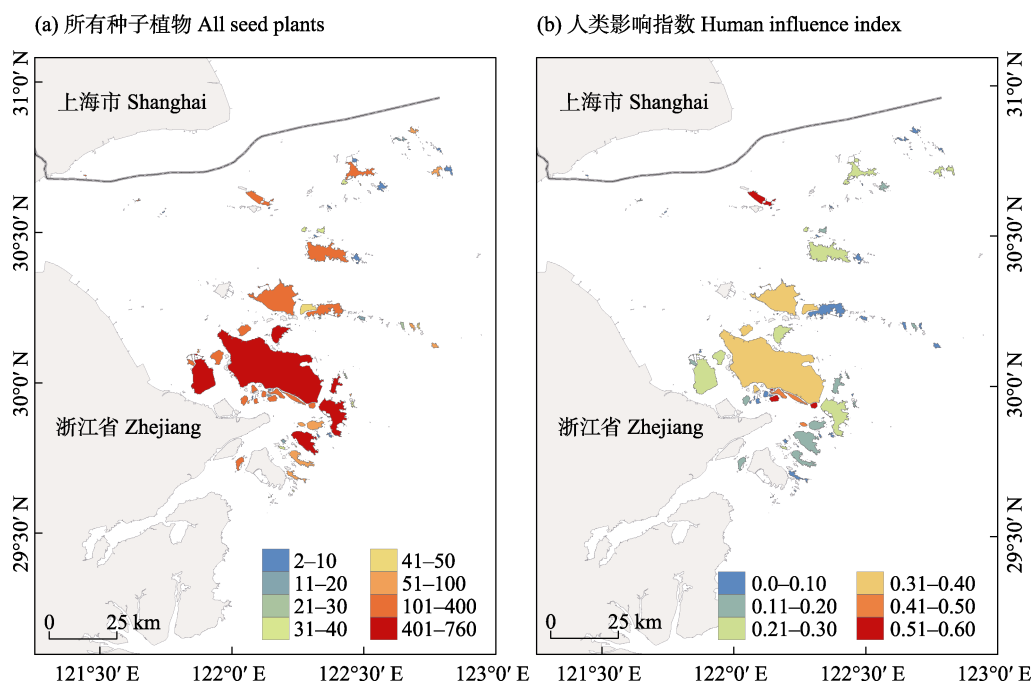 (a) 所有种子植物 All seed plants
上海市 Shanghai
浙江省 Zhejiang
31°0′ N
30°30′ N
30°0′ N
29°30′ N
2–10
11–20
21–30
31–40
41–50
51–100
101–400
401–760
0 25 km
121°30′ E
122°0′ E
122°30′ E
123°0′ E
(b) 人类影响指数 Human influence index
上海市 Shanghai
浙江省 Zhejiang
31°0′ N
30°30′ N
30°0′ N
29°30′ N
0.0–0.10
0.11–0.20
0.21–0.30
0.31–0.40
0.41–0.50
0.51–0.60
0 25 km
121°30′ E
122°0′ E
122°30′ E
123°0′ E